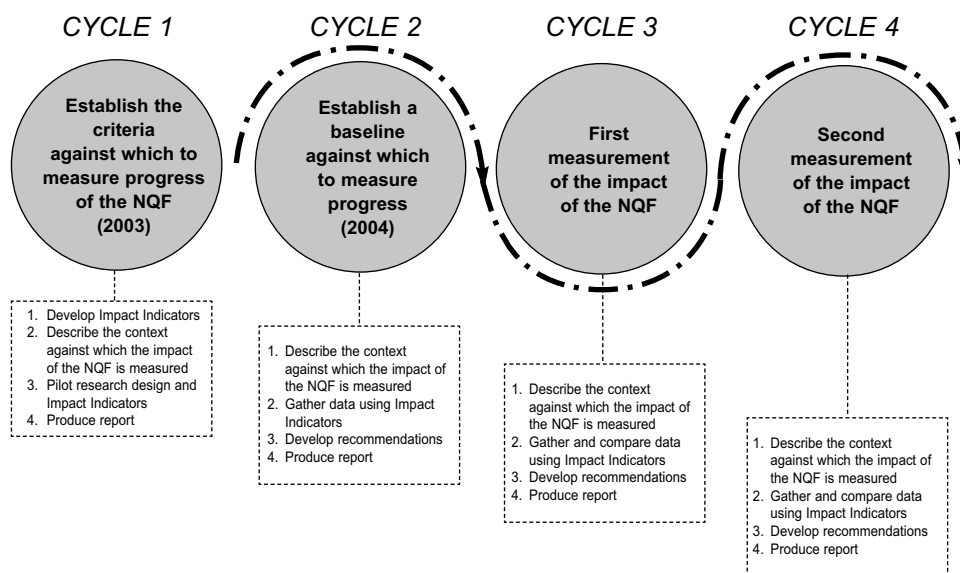 CYCLE 1
Establish the
criteria
against which to
measure progress
of the NQF
(2003)
1. Develop Impact Indicators
2. Describe the context
against which the impact
of the NQF is measured
3. Pilot research design and
Impact Indicators
4. Produce report
CYCLE 2
Establish a
baseline
against which
to measure
progress
(2004)
1. Describe the context
against which the impact of
the NQF is measured
2. Gather data using Impact
Indicators
3. Develop recommendations
4. Produce report
CYCLE 3
First
measurement
of the impact
of the NQF
1. Describe the context
against which the impact of
the NQF is measured
2. Gather and compare data
using Impact Indicators
3. Develop recommendations
4. Produce report
CYCLE 4
Second
measurement
of the impact
of the NQF
1. Describe the context
against which the impact of
the NQF is measured
2. Gather and compare data
using Impact Indicators
3. Develop recommendations
4. Produce report